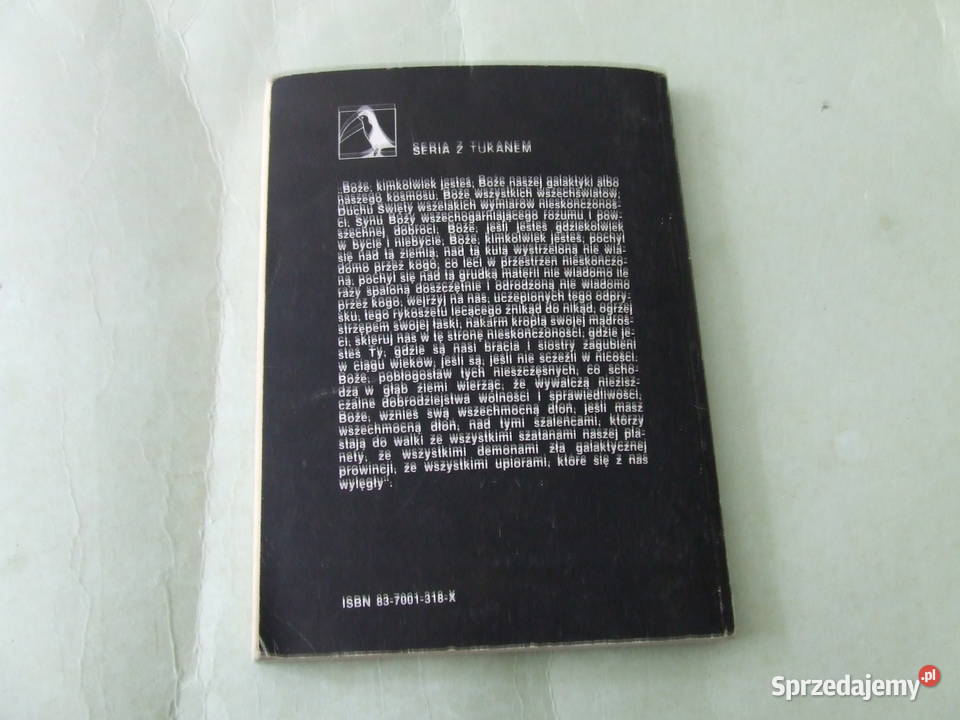 SERIA Z TUKANEM
„Boże, kimkolwiek jesteś, Boże naszej galaktyki albo
naszego kosmosu, Boże wszystkich wszechświatów,
Duchu Święty wszelakich wymiarów nieskończonoś-
ci, Synu Boży wszechogarniającego rozumu i pow-
szechnej dobroci, Boże, jeśli jesteś gdziekolwiek
w bycie i niebycie, Boże, kimkolwiek jesteś, pochyl
się nad tą ziemią, nad tą kulą wystrzeloną nie wia-
domo przez kogo, co leci w przestrzeń nieskończo-
ną, pochyl się nad tą grudką materii nie wiadomo ile
razy spaloną doszczętnie i odrodzoną nie wiadomo
przez kogo, wejrzyj na nas, uczepionych tego odpry-
sku, tego rykoszetu lecącego znikąd do nikąd, ogrzej
strzępem swojej łaski, nakarm kroplą swojej mądroś-
ci, skieruj nas w tę stronę nieskończoności, gdzie je-
steś Ty, gdzie są nasi bracia i siostry zagubieni
w ciągu wieków, jeśli są, jeśli nie sczeźli w nicości.
Boże, pobłogosław tych nieszczęsnych, co scho-
dzą w głąb ziemi wierząc, że wywalczą nieziszi-
czalne dobrodziejstwa wolności i sprawiedliwości,
Boże, wznieś swą wszechmocną dłoń, jeśli masz
wszechmocną dłoń, nad tymi szaleńcami, którzy
stają do walki ze wszystkimi szatanami naszej pla-
nety, ze wszystkimi demonami zła galaktycznej
prowincji, ze wszystkimi upiorami, które się z nas
wylęgły”.
ISBN 83-7001-318-X
Sprzedajemy.pl